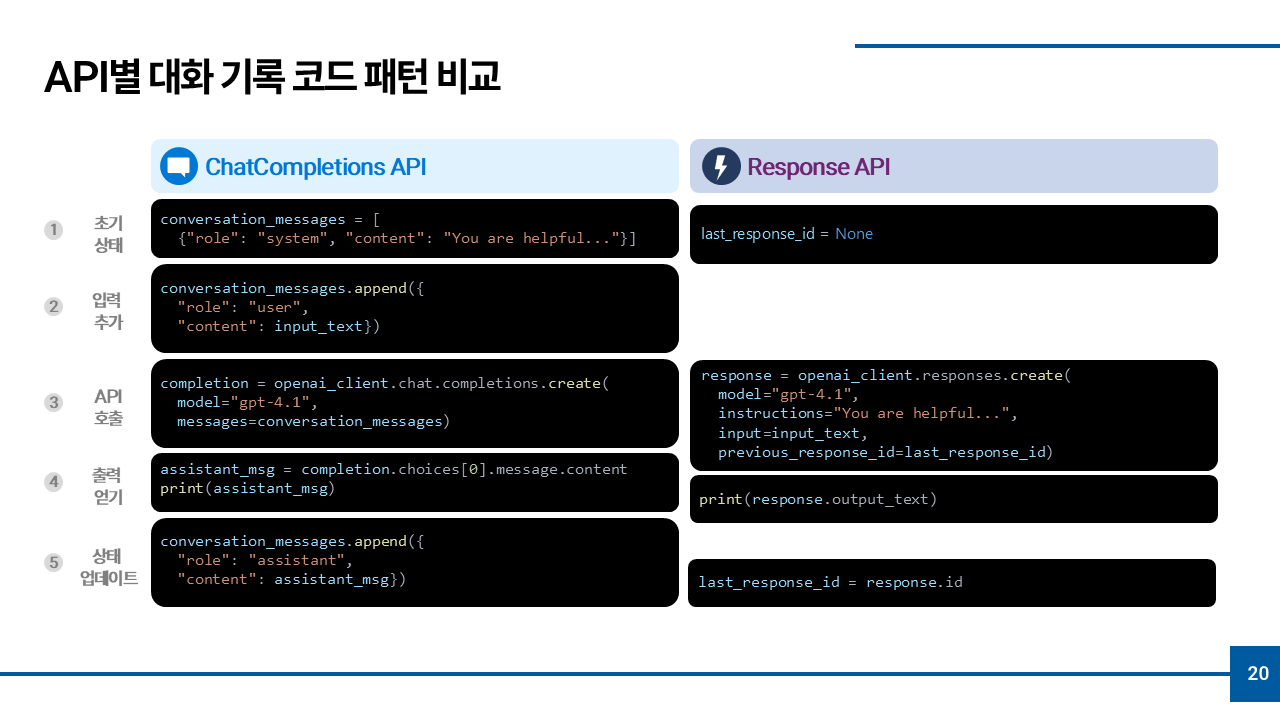 API별 대화 기록 코드 패턴 비교
ChatCompletions API
Response API
1
초기
상태
conversation_messages = [
  {"role": "system", "content": "You are helpful..."}]
last_response_id = None
2
입력
추가
conversation_messages.append({
  "role": "user",
  "content": input_text})
3
API
호출
completion = openai_client.chat.completions.create(
  model="gpt-4.1",
  messages=conversation_messages)
response = openai_client.responses.create(
  model="gpt-4.1",
  instructions="You are helpful...",
  input=input_text,
  previous_response_id=last_response_id)
4
출력
얻기
assistant_msg = completion.choices[0].message.content
print(assistant_msg)
print(response.output_text)
5
상태
업데이트
conversation_messages.append({
  "role": "assistant",
  "content": assistant_msg})
last_response_id = response.id
20